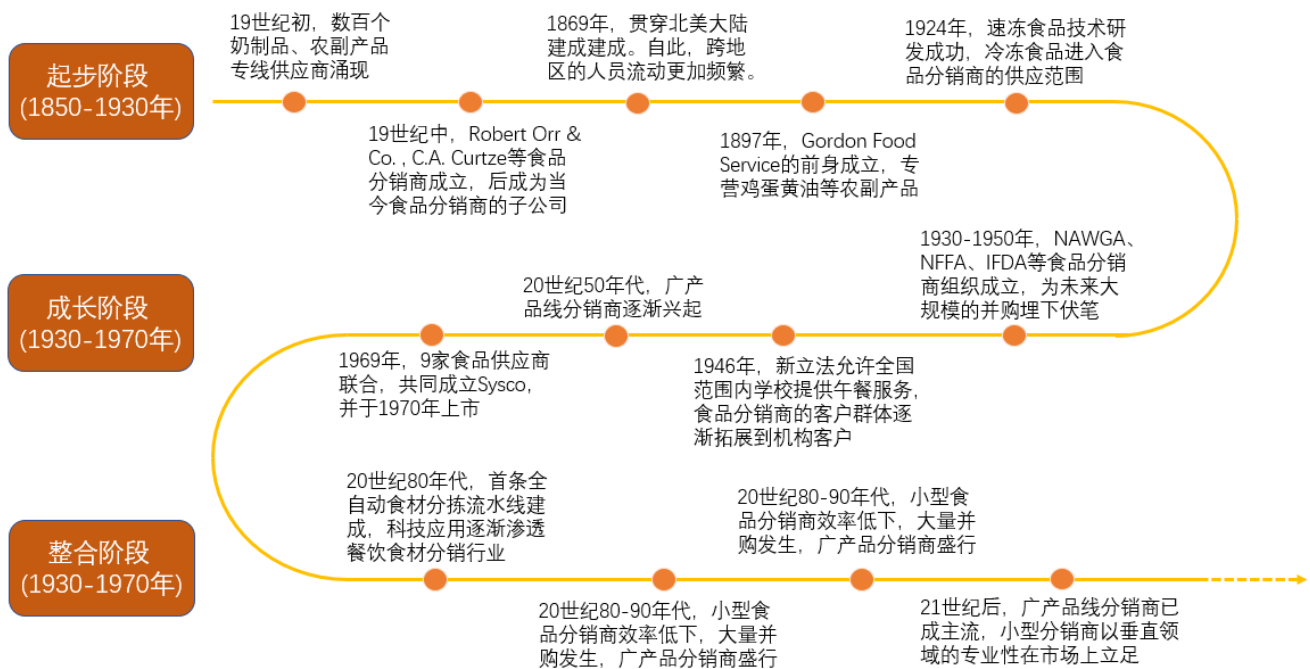 起步阶段
(1850-1930年)
19世纪初，数百个
奶制品、农副产品
专线供应商涌现
19世纪中，Robert Orr &
Co. , C.A. Curtze等食品
分销商成立，后成为当
今食品分销商的子公司
1869年，贯穿北美大陆
建成建成。自此，跨地
区的人员流动更加频繁。
1897年，Gordon Food
Service的前身成立，专
营鸡蛋黄油等农副产品
1924年，速冻食品技术研
发成功，冷冻食品进入食
品分销商的供应范围
成长阶段
(1930-1970年)
1930-1950年，NAWGA、
NFFA、IFDA等食品分销
商组织成立，为未来大
规模的并购埋下伏笔
1946年，新立法允许全国
范围内学校提供午餐服务，
食品分销商的客户群体逐
渐拓展到机构客户
20世纪50年代，广产
品线分销商逐渐兴起
1969年，9家食品供应商
联合，共同成立Sysco，
并于1970年上市
整合阶段
(1930-1970年)
20世纪80年代，首条全
自动食材分拣流水线建
成，科技应用逐渐渗透
餐饮食材分销行业
20世纪80-90年代，小型食
品分销商效率低下，大量并
购发生，广产品分销商盛行
20世纪80-90年代，小型食
品分销商效率低下，大量并
购发生，广产品分销商盛行
21世纪后，广产品线分销商已
成主流，小型分销商以垂直领
域的专业性在市场上立足